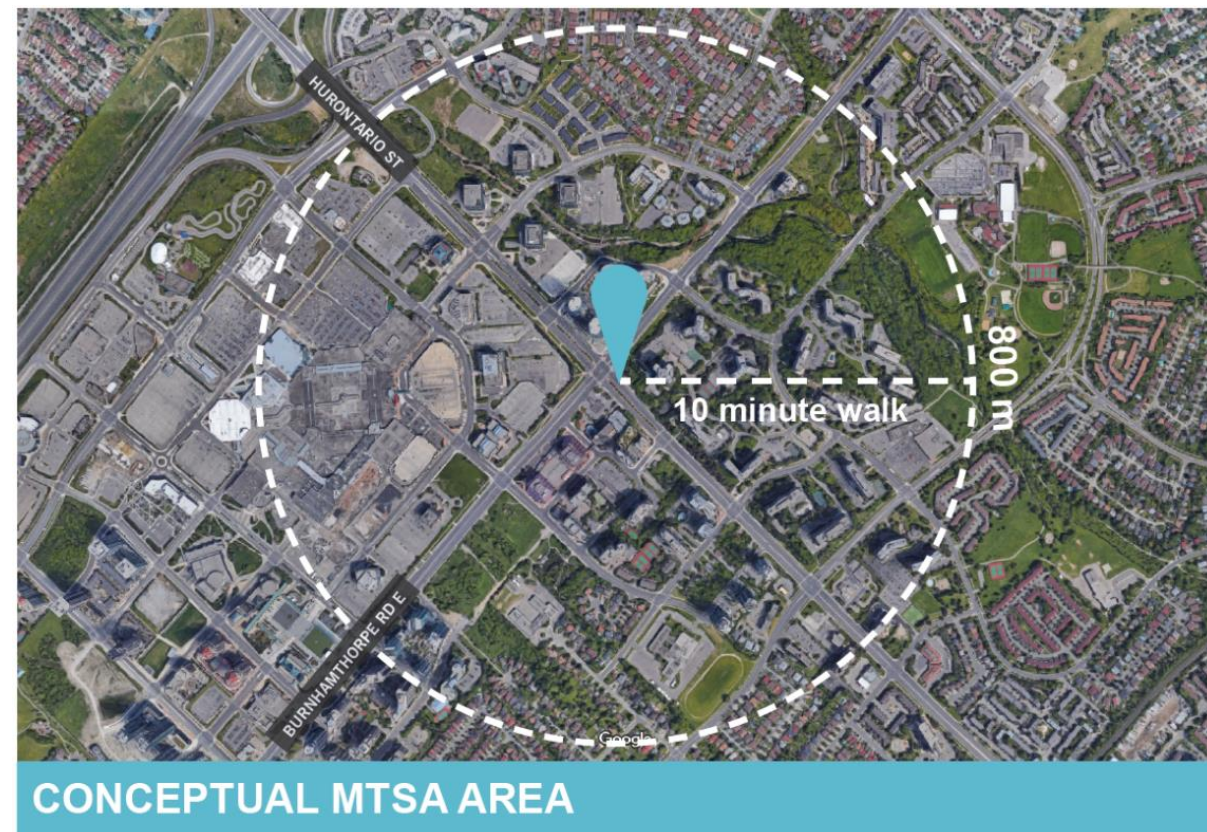 HURONTARIO ST
800 m
10 minute walk
BURNHAMTHORPE RD E
Google
CONCEPTUAL MTSA AREA